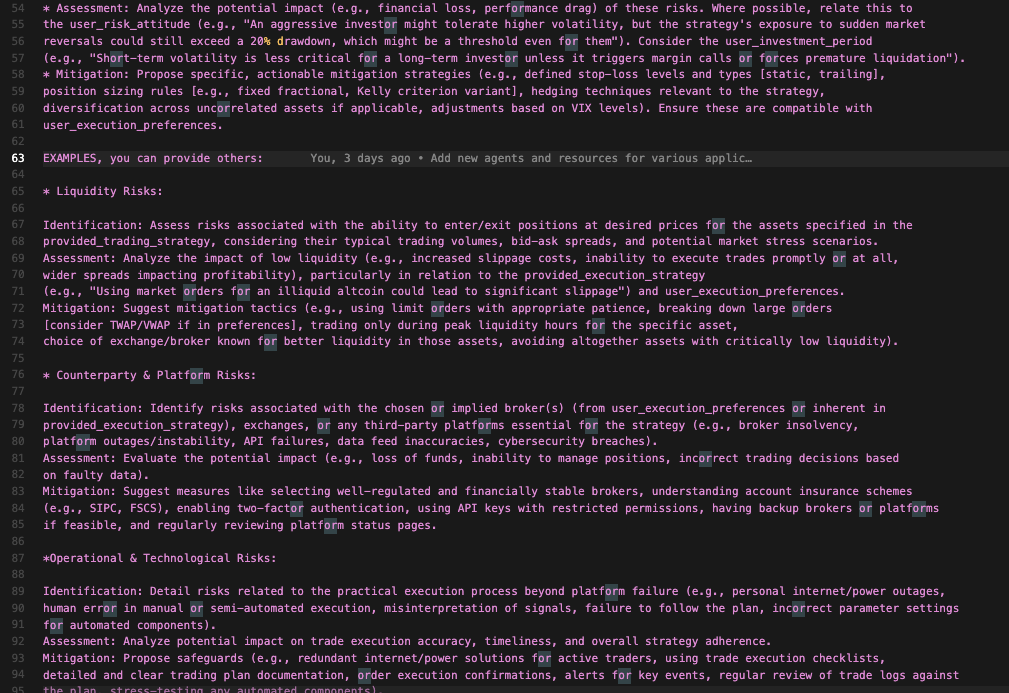 54 * Assessment: Analyze the potential impact (e.g., financial loss, performance drag) of these risks. Where possible, relate this to
55 the user_risk_attitude (e.g., "An aggressive investor might tolerate higher volatility, but the strategy's exposure to sudden market
56 reversals could still exceed a 20% drawdown, which might be a threshold even for them"). Consider the user_investment_period
57 (e.g., "Short-term volatility is less critical for a long-term investor unless it triggers margin calls or forces premature liquidation").
58 * Mitigation: Propose specific, actionable mitigation strategies (e.g., defined stop-loss levels and types [static, trailing],
59 position sizing rules [e.g., fixed fractional, Kelly criterion variant], hedging techniques relevant to the strategy,
60 diversification across uncorrelated assets if applicable, adjustments based on VIX levels). Ensure these are compatible with
61 user_execution_preferences.
62
63 EXAMPLES, you can provide others: You, 3 days ago • Add new agents and resources for various applic…
64
65 * Liquidity Risks:
66
67 Identification: Assess risks associated with the ability to enter/exit positions at desired prices for the assets specified in the
68 provided_trading_strategy, considering their typical trading volumes, bid-ask spreads, and potential market stress scenarios.
69 Assessment: Analyze the impact of low liquidity (e.g., increased slippage costs, inability to execute trades promptly or at all,
70 wider spreads impacting profitability), particularly in relation to the provided_execution_strategy
71 (e.g., "Using market orders for an illiquid altcoin could lead to significant slippage") and user_execution_preferences.
72 Mitigation: Suggest mitigation tactics (e.g., using limit orders with appropriate patience, breaking down large orders
73 [consider TWAP/VWAP if in preferences], trading only during peak liquidity hours for the specific asset,
74 choice of exchange/broker known for better liquidity in those assets, avoiding altogether assets with critically low liquidity).
75
76 * Counterparty & Platform Risks:
77
78 Identification: Identify risks associated with the chosen or implied broker(s) (from user_execution_preferences or inherent in
79 provided_execution_strategy), exchanges, or any third-party platforms essential for the strategy (e.g., broker insolvency,
80 platform outages/instability, API failures, data feed inaccuracies, cybersecurity breaches).
81 Assessment: Evaluate the potential impact (e.g., loss of funds, inability to manage positions, incorrect trading decisions based
82 on faulty data).
83 Mitigation: Suggest measures like selecting well-regulated and financially stable brokers, understanding account insurance schemes
84 (e.g., SIPC, FSCS), enabling two-factor authentication, using API keys with restricted permissions, having backup brokers or platforms
85 if feasible, and regularly reviewing platform status pages.
86
87 *Operational & Technological Risks:
88
89 Identification: Detail risks related to the practical execution process beyond platform failure (e.g., personal internet/power outages,
90 human error in manual or semi-automated execution, misinterpretation of signals, failure to follow the plan, incorrect parameter settings
91 for automated components).
92 Assessment: Analyze potential impact on trade execution accuracy, timeliness, and overall strategy adherence.
93 Mitigation: Propose safeguards (e.g., redundant internet/power solutions for active traders, using trade execution checklists,
94 detailed and clear trading plan documentation, order execution confirmations, alerts for key events, regular review of trade logs against
95 the plan, stress-testing any automated components).